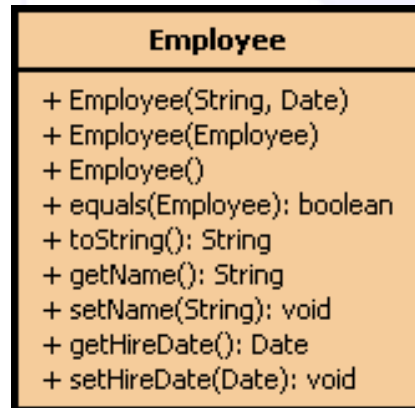 Employee
+ Employee(String, Date)
+ Employee(Employee)
+ Employee()
+ equals(Employee): boolean
+ toString(): String
+ getName(): String
+ setName(String): void
+ getHireDate(): Date
+ setHireDate(Date): void